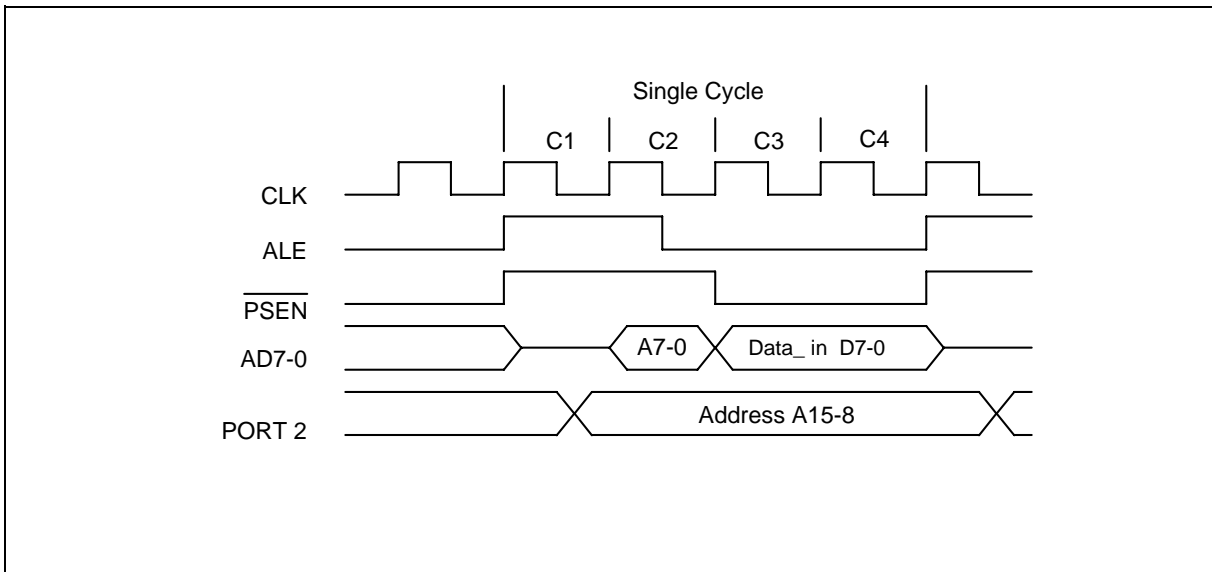 Single Cycle
C1 C2 C3 C4
CLK
ALE
PSEN
AD7-0 A7-0 Data_ in D7-0
PORT 2 Address A15-8